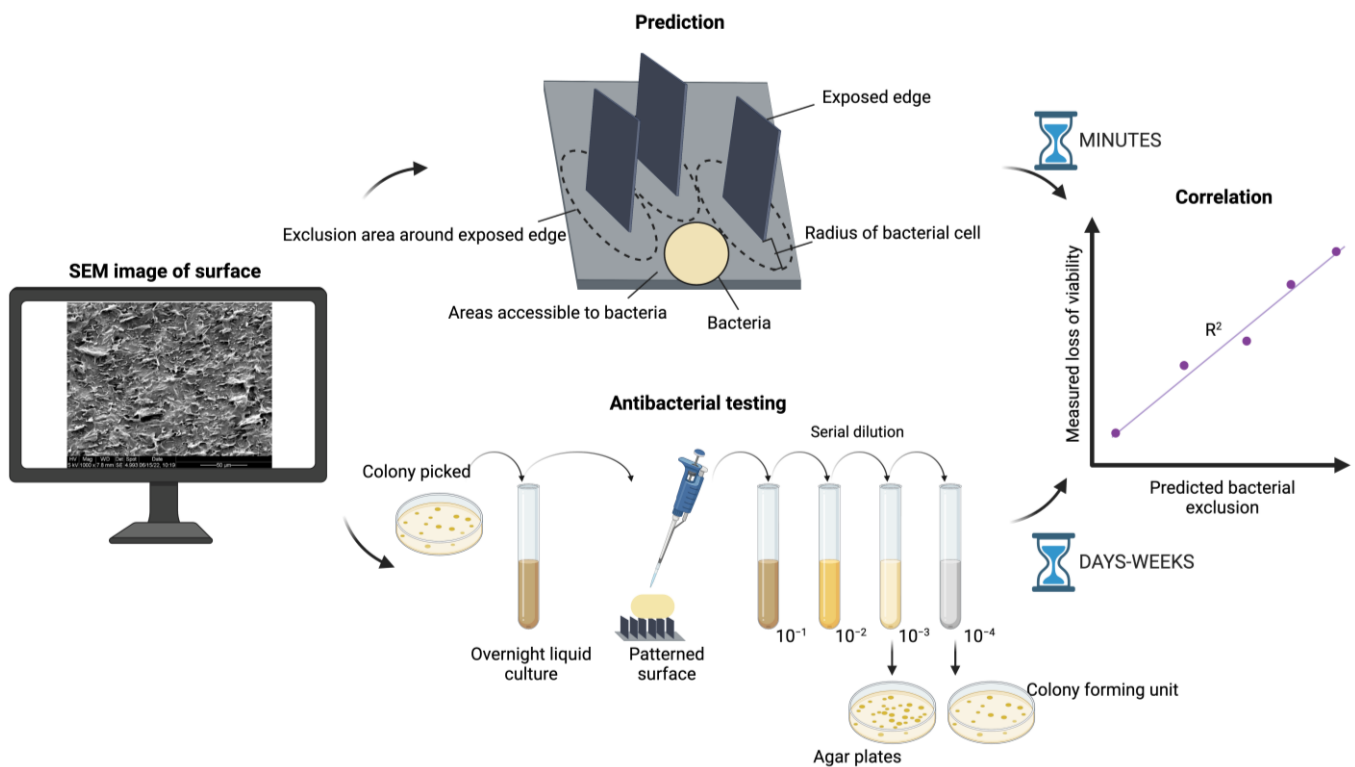 Prediction
Exposed edge
MINUTES
Correlation
Exclusion area around exposed edge
Radius of bacterial cell
SEM image of surface
Areas accessible to bacteria
Bacteria
Measured loss of viability
R²
Predicted bacterial
exclusion
Antibacterial testing
Serial dilution
Colony picked
DAYS-WEEKS
10⁻¹
10⁻²
10⁻³
10⁻⁴
Overnight liquid
culture
Patterned
surface
Colony forming unit
Agar plates